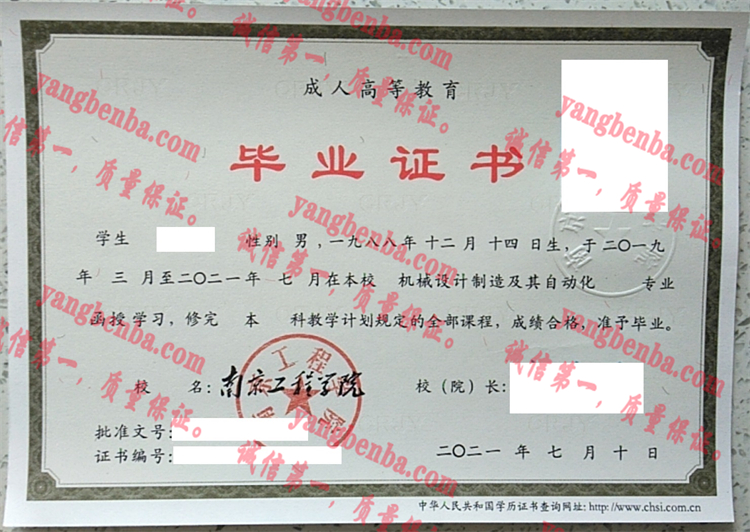 成人高等教育
毕业证书
学生 性别 男，一九八八年十二月十四日生，于二〇一九
年 三 月至二〇二一年 七 月在本校 机械设计制造及其自动化 专业
函授学习，修完 本 科教学计划规定的全部课程，成绩合格，准予毕业。
校 名：南京工程学院
校（院）长：
批准文号：
证书编号：
二〇二一 年 七 月 十 日
中华人民共和国学历证书查询网址: http://www.chsi.com.cn
yangbenba.com
诚信第一，质量保证。